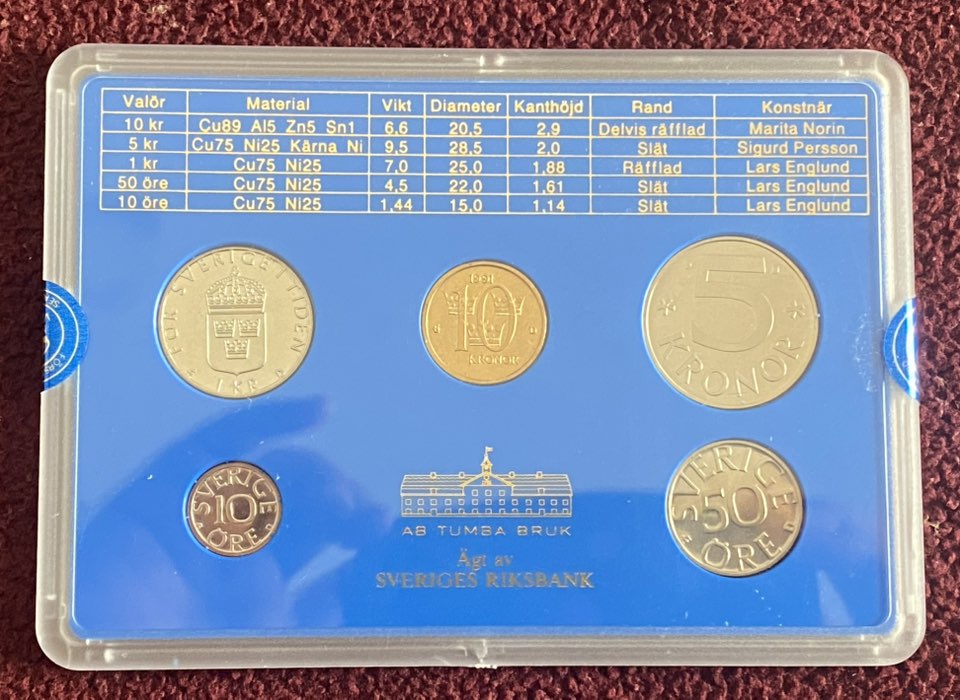 Valör Material Vikt Diameter Kanthöjd Rand Konstnär
10 kr Cu89 Al5 Zn5 Sn1 6,6 20,5 2,9 Delvis räfflad Marita Norin
5 kr Cu75 Ni25 Kärna Ni 9,5 28,5 2,0 Slät Sigurd Persson
1 kr Cu75 Ni25 7,0 25,0 1,88 Räfflad Lars Englund
50 öre Cu75 Ni25 4,5 22,0 1,61 Slät Lars Englund
10 öre Cu75 Ni25 1,44 15,0 1,14 Slät Lars Englund
FÖR SVERIGE I TIDEN
1 KR
1991
10
KRONOR
5
KRONOR
SVERIGE
10
ÖRE
AB TUMBA BRUK
Ägt av
SVERIGES RIKSBANK
SVERIGE
50
ÖRE